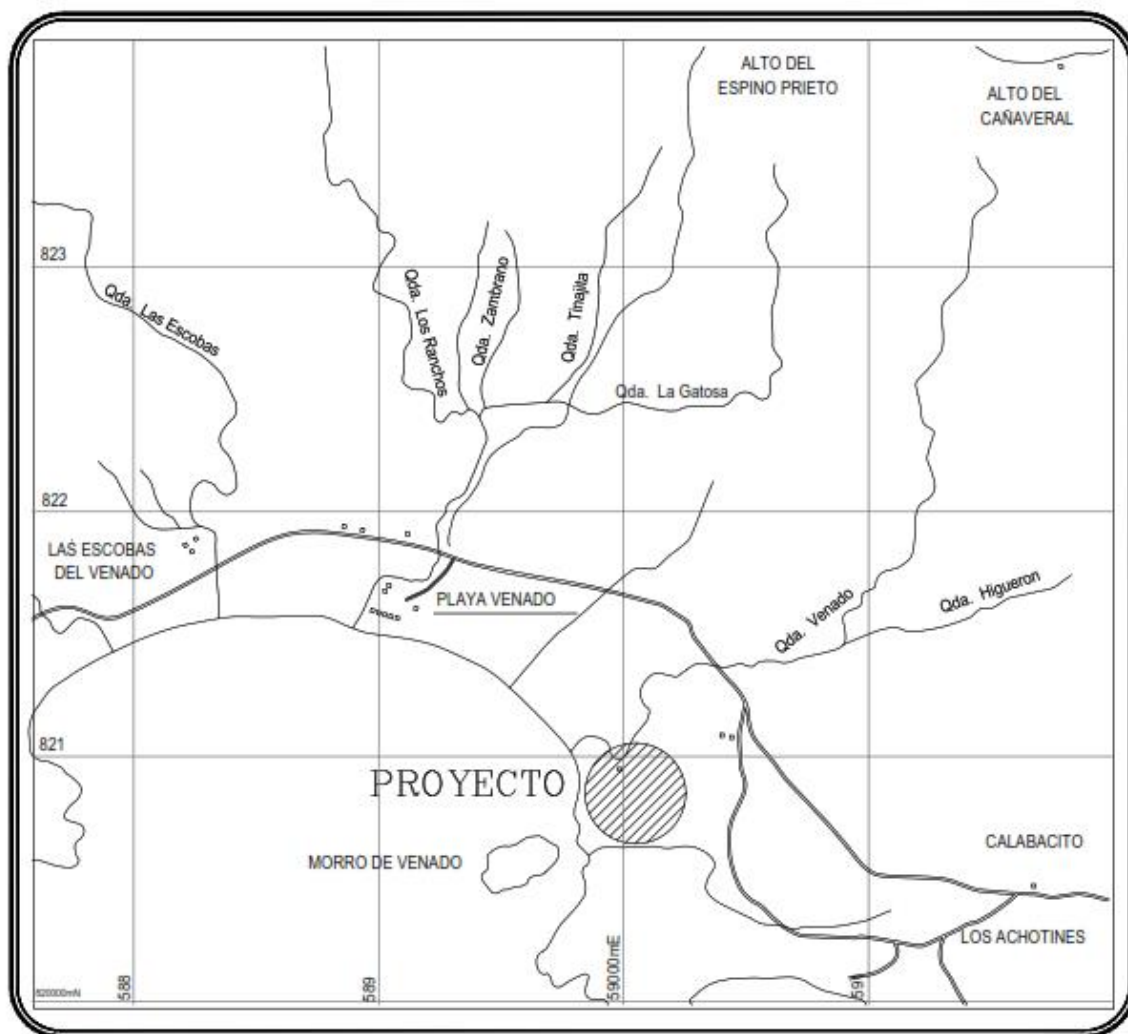 ALTO DEL
ESPINO PRIETO
ALTO DEL
CAÑAVERAL
823
Qda. Las Escobas
Qda. Los Ranchos
Qda. Zambrano
Qda. Tinajita
Qda. La Gatosa
822
LAS ESCOBAS
DEL VENADO
PLAYA VENADO
Qda. Venado
Qda. Higueron
821
PROYECTO
MORRO DE VENADO
CALABACITO
LOS ACHOTINES
820000mN
588
589
59000mE
591